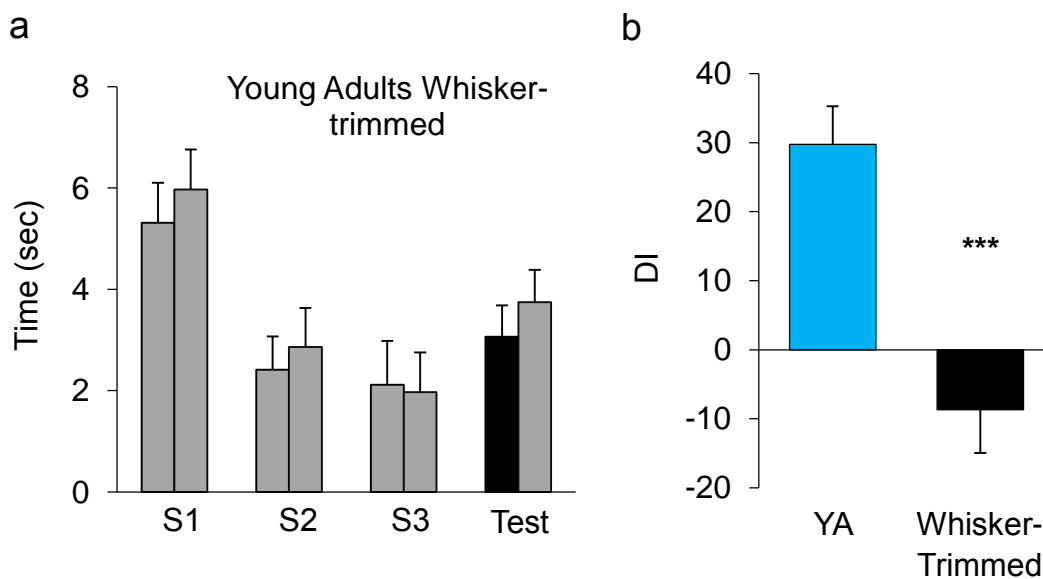 a
Young Adults Whisker-
trimmed
Time (sec)
8
6
4
2
0
S1
S2
S3
Test
b
DI
40
30
20
10
0
-10
-20
***
YA
Whisker-
Trimmed